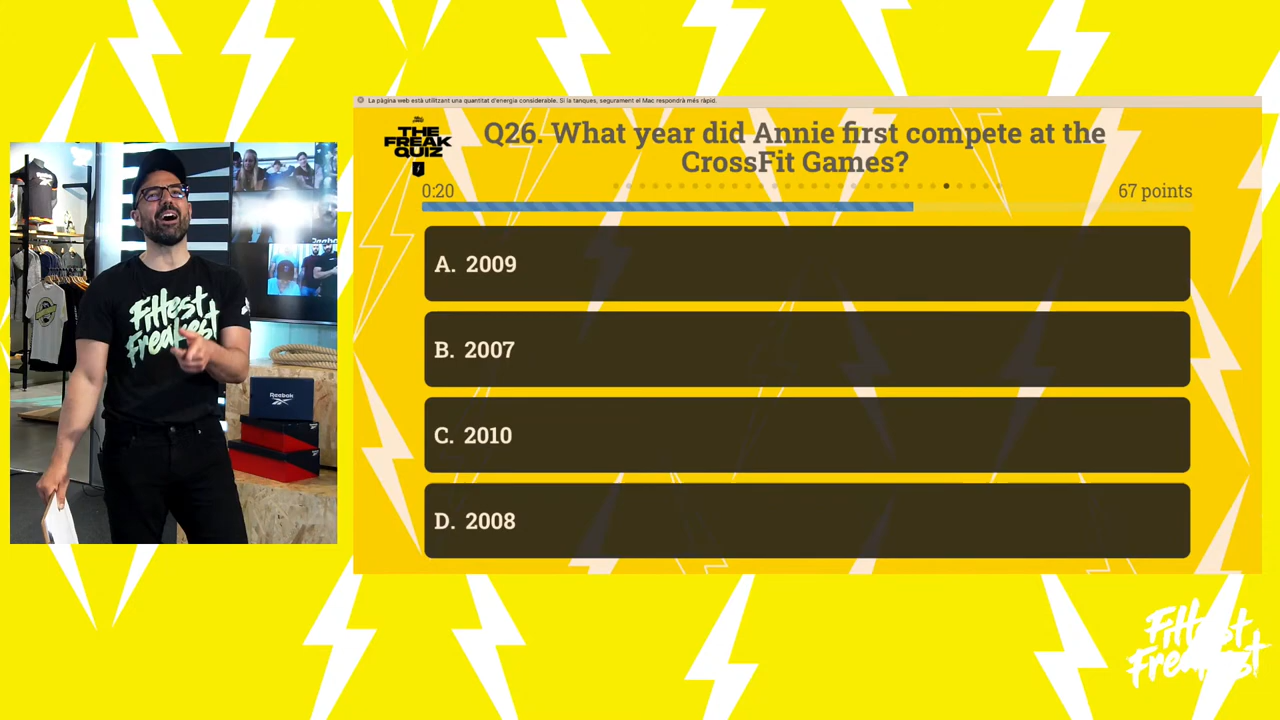 La pàgina web està utilitzant una quantitat d'energia considerable. Si la tanques, segurament el Mac respondrà més ràpid.
THE
FREAK
QUIZ
Q26. What year did Annie first compete at the
CrossFit Games?
0:20
67 points
A. 2009
B. 2007
C. 2010
D. 2008
Fittest
Freakest
Reebok
Fittest
Freakest